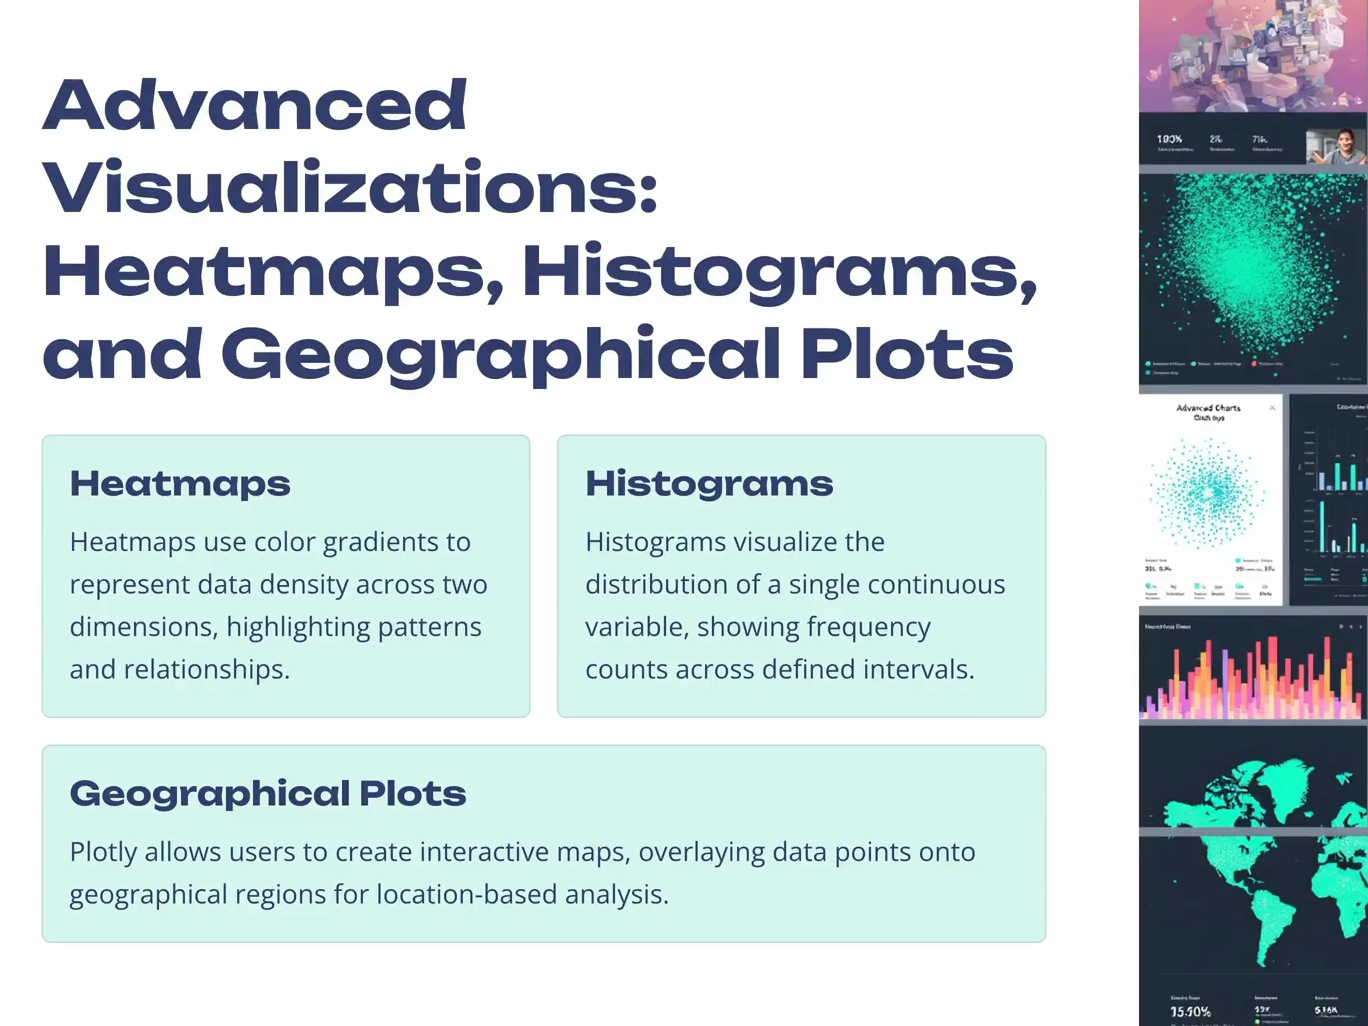 Advanced
Visualizations:
Heatmaps, Histograms,
and Geographical Plots
Heatmaps
Heatmaps use color gradients to
represent data density across two
dimensions, highlighting patterns
and relationships.
Histograms
Histograms visualize the
distribution of a single continuous
variable, showing frequency
counts across defined intervals.
Geographical Plots
Plotly allows users to create interactive maps, overlaying data points onto
geographical regions for location-based analysis.
Advanced Charts